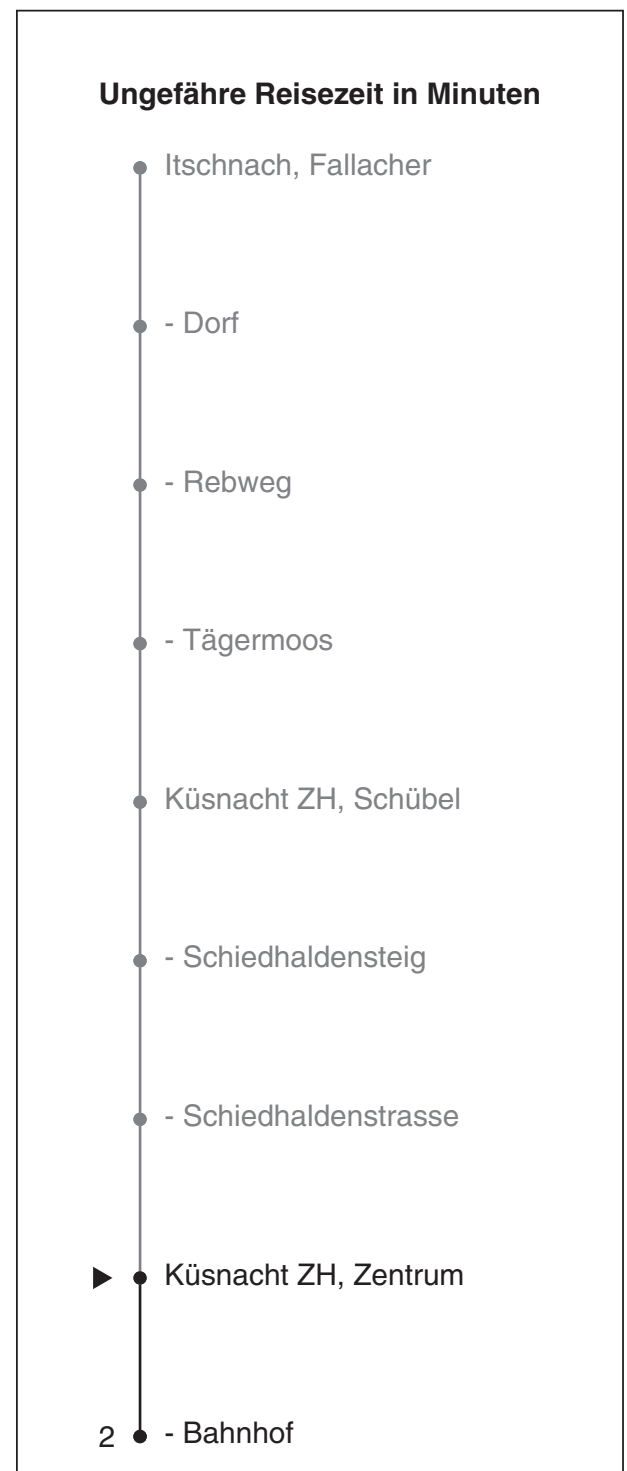 Ungefähre Reisezeit in Minuten
Itschnach, Fallacher
- Dorf
- Rebweg
- Tägermoos
Küsnacht ZH, Schübel
- Schiedhaldensteig
- Schiedhaldenstrasse
Küsnacht ZH, Zentrum
2 - Bahnhof